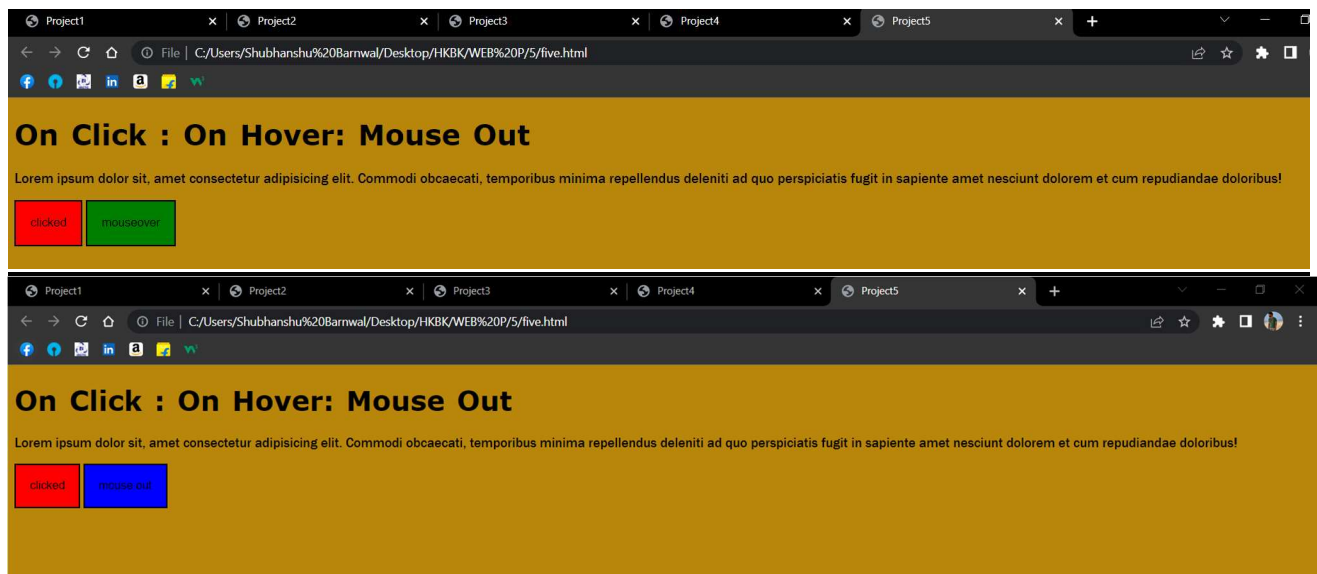 Project1 Project2 Project3 Project4 Project5
File C:/Users/Shubhanshu%20Barnwal/Desktop/HKBK/WEB%20P/5/five.html
in a
On Click : On Hover: Mouse Out
Lorem ipsum dolor sit, amet consectetur adipisicing elit. Commodi obcaecati, temporibus minima repellendus deleniti ad quo perspiciatis fugit in sapiente amet nesciunt dolorem et cum repudiandae doloribus!
clicked mouseover
Project1 Project2 Project3 Project4 Project5
File C:/Users/Shubhanshu%20Barnwal/Desktop/HKBK/WEB%20P/5/five.html
in a
On Click : On Hover: Mouse Out
Lorem ipsum dolor sit, amet consectetur adipisicing elit. Commodi obcaecati, temporibus minima repellendus deleniti ad quo perspiciatis fugit in sapiente amet nesciunt dolorem et cum repudiandae doloribus!
clicked mouse out